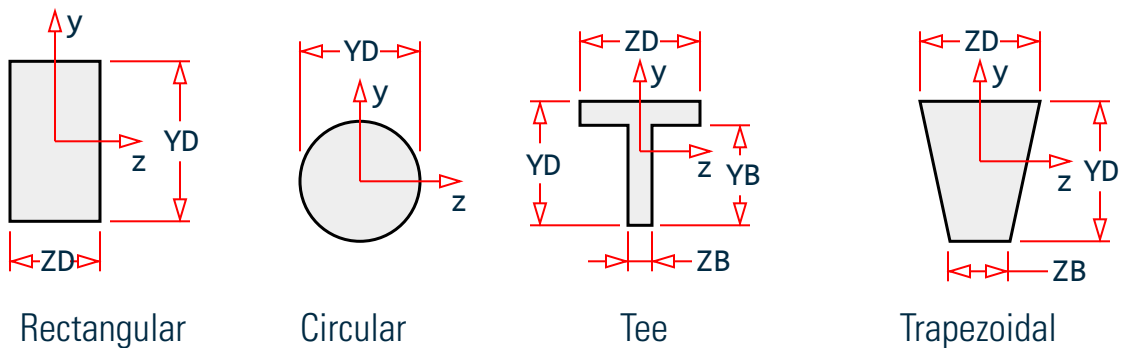 y
z
YD
ZD
Rectangular
YD
y
z
Circular
ZD
y
YD
z
YB
ZB
Tee
ZD
y
z
YD
ZB
Trapezoidal